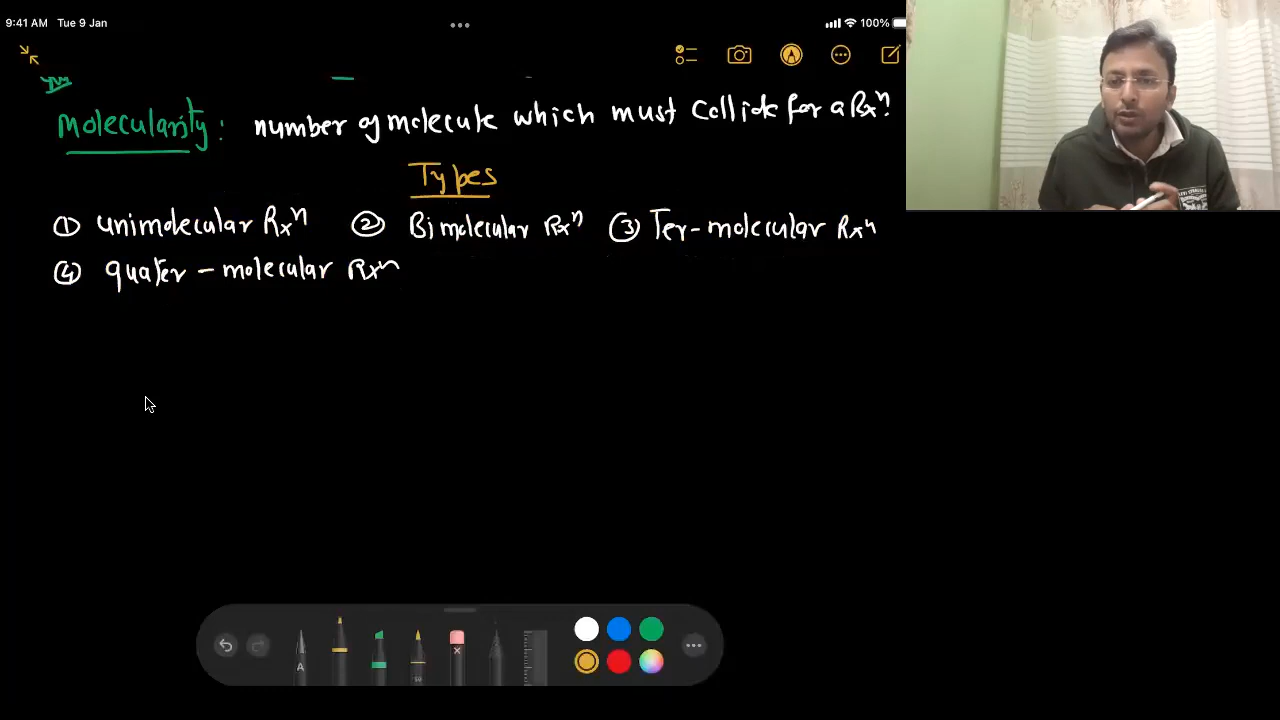 9:41 AM Tue 9 Jan
100%
Molecularity: number of molecule which must Collide for a Rxⁿ.
Types
① unimolecular Rxⁿ ② Bimolecular Rxⁿ ③ Ter-molecular Rxⁿ
④ quater-molecular Rxⁿ
A
50